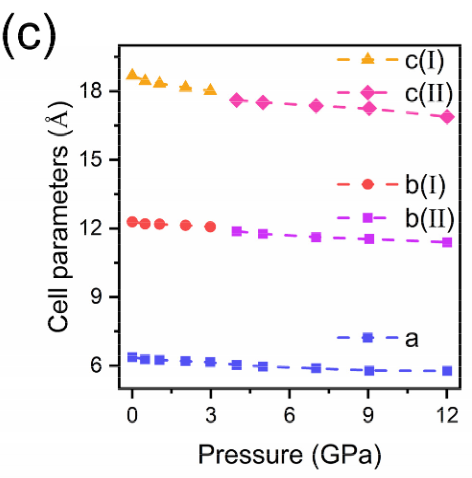 (c)
c(I)
c(II)
b(I)
b(II)
a
Cell parameters (Å)
18
15
12
9
6
0 3 6 9 12
Pressure (GPa)